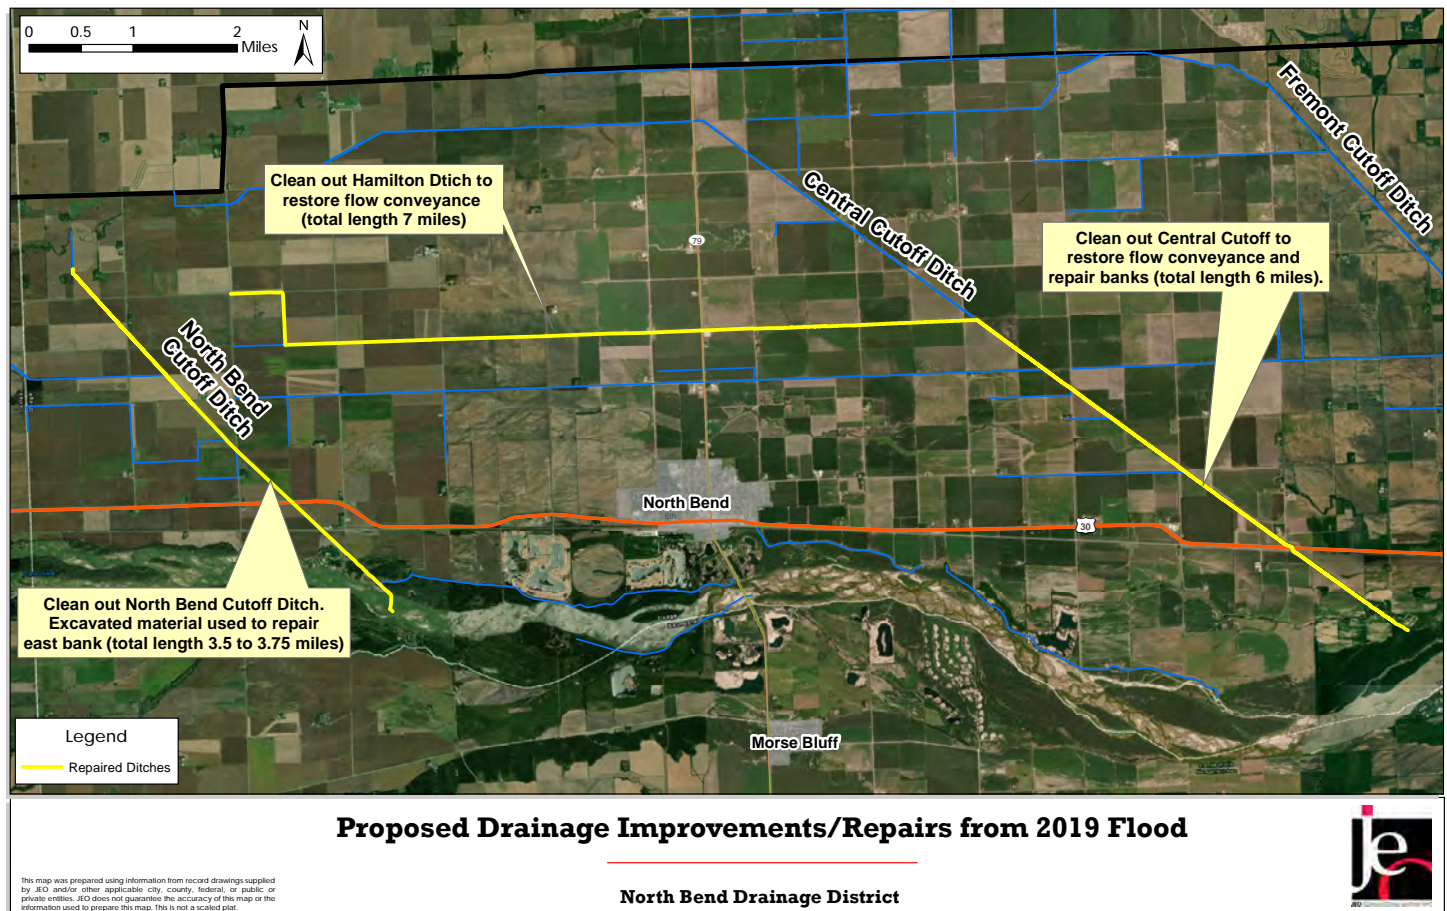 0 0.5 1 2
Miles
N
Fremont Cutoff Ditch
Clean out Hamilton Dtich to
restore flow conveyance
(total length 7 miles)
Central Cutoff Ditch
79
Clean out Central Cutoff to
restore flow conveyance and
repair banks (total length 6 miles).
North Bend
Cutoff Ditch
North Bend
30
Clean out North Bend Cutoff Ditch.
Excavated material used to repair
east bank (total length 3.5 to 3.75 miles)
Legend
Repaired Ditches
Morse Bluff
Proposed Drainage Improvements/Repairs from 2019 Flood
This map was prepared using information from record drawings supplied
by JEO and/or other applicable city, county, federal, or public or
private entities. JEO does not guarantee the accuracy of this map or the
information used to prepare this map. This is not a scaled plat.
North Bend Drainage District
je